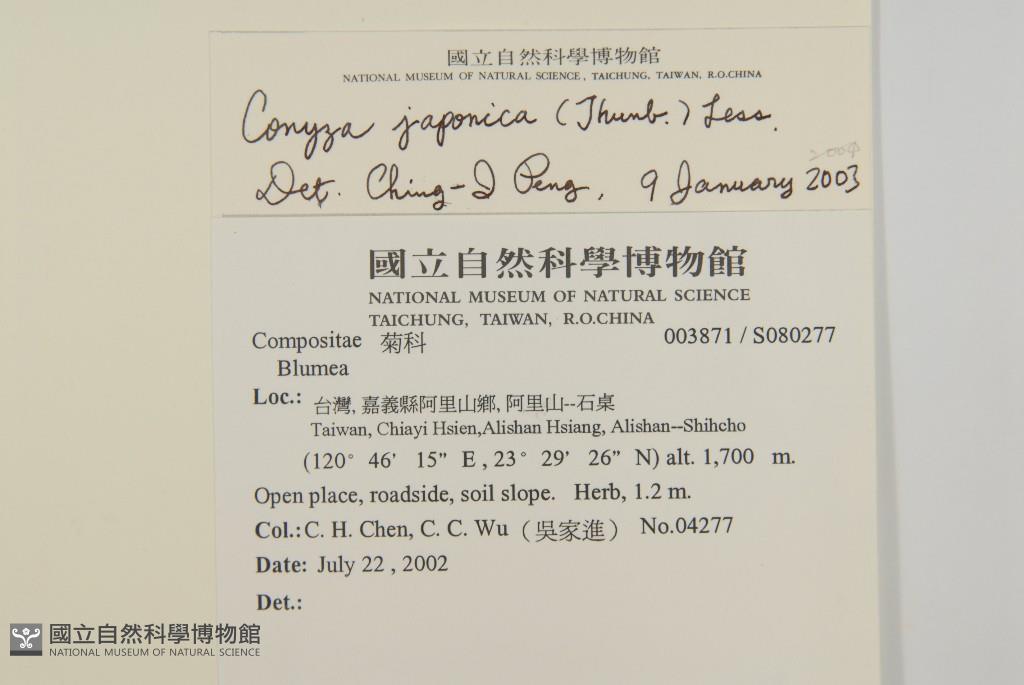 國立自然科學博物館
NATIONAL MUSEUM OF NATURAL SCIENCE, TAICHUNG, TAIWAN, R.O.CHINA
Conyza japonica (Thunb.) Less.
2004
Det. Ching-I Peng, 9 January 2003
國立自然科學博物館
NATIONAL MUSEUM OF NATURAL SCIENCE
TAICHUNG, TAIWAN, R.O.CHINA
Compositae 菊科 003871 / S080277
Blumea
Loc.: 台灣, 嘉義縣阿里山鄉, 阿里山--石桌
Taiwan, Chiayi Hsien,Alishan Hsiang, Alishan--Shihcho
(120° 46’ 15” E , 23° 29’ 26” N) alt. 1,700 m.
Open place, roadside, soil slope. Herb, 1.2 m.
Col.: C. H. Chen, C. C. Wu（吳家進） No.04277
Date: July 22 , 2002
Det.:
國立自然科學博物館
NATIONAL MUSEUM OF NATURAL SCIENCE